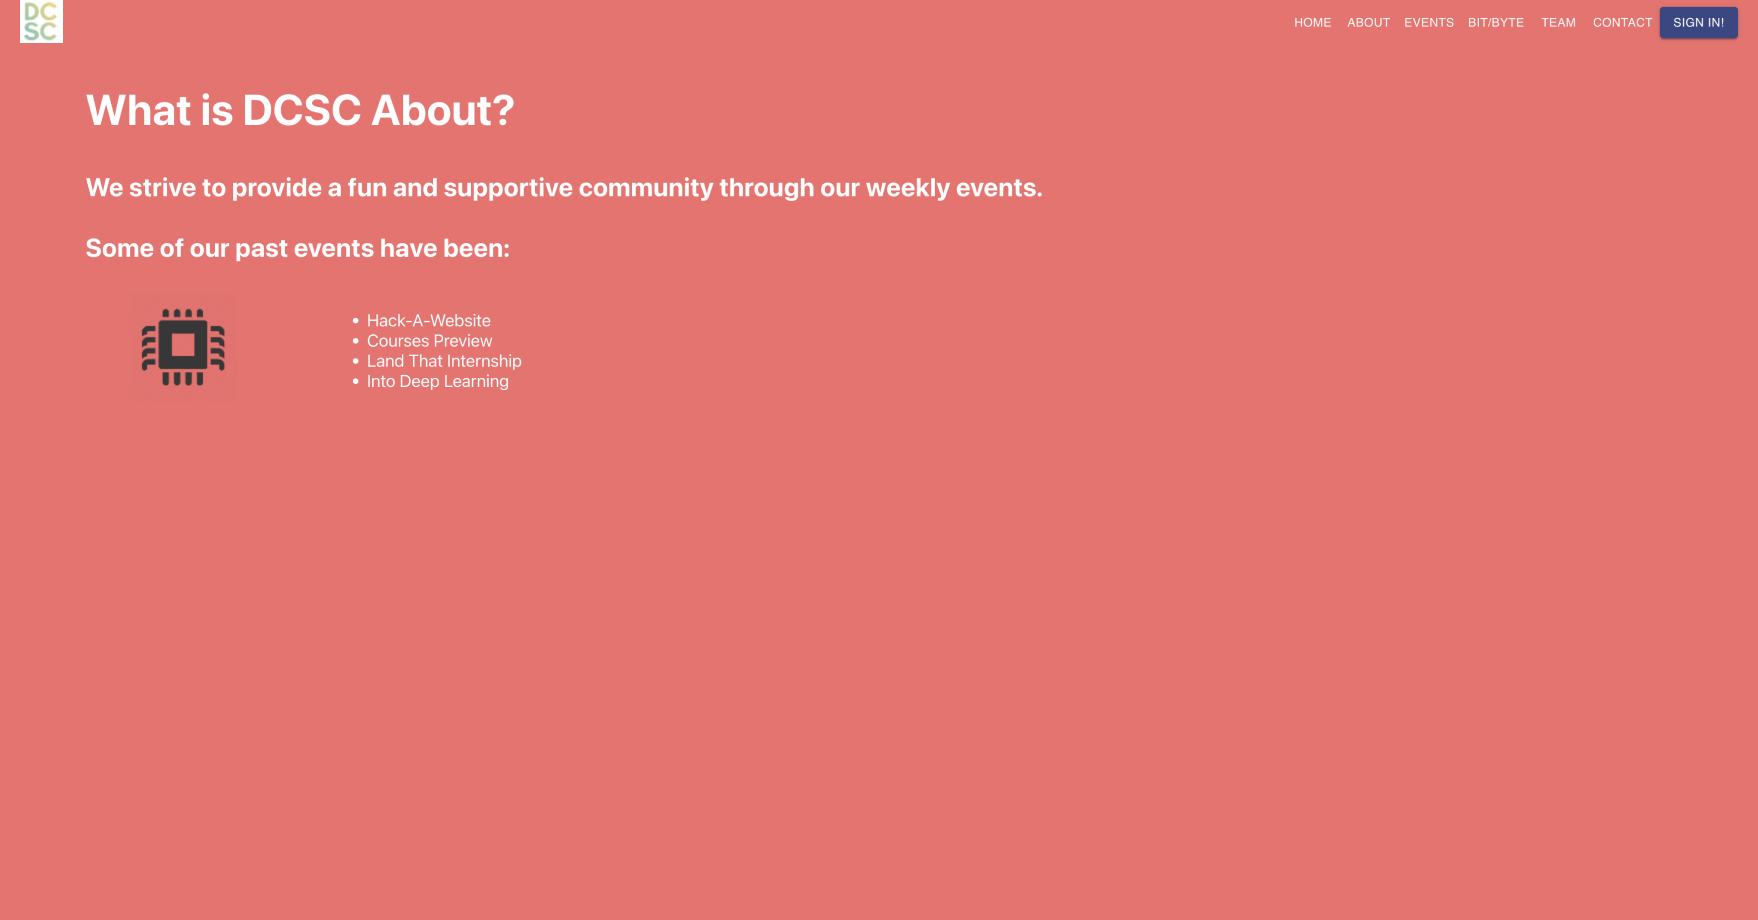 DC
SC
HOME ABOUT EVENTS BIT/BYTE TEAM CONTACT SIGN IN!
What is DCSC About?
We strive to provide a fun and supportive community through our weekly events.
Some of our past events have been:
• Hack-A-Website
• Courses Preview
• Land That Internship
• Into Deep Learning